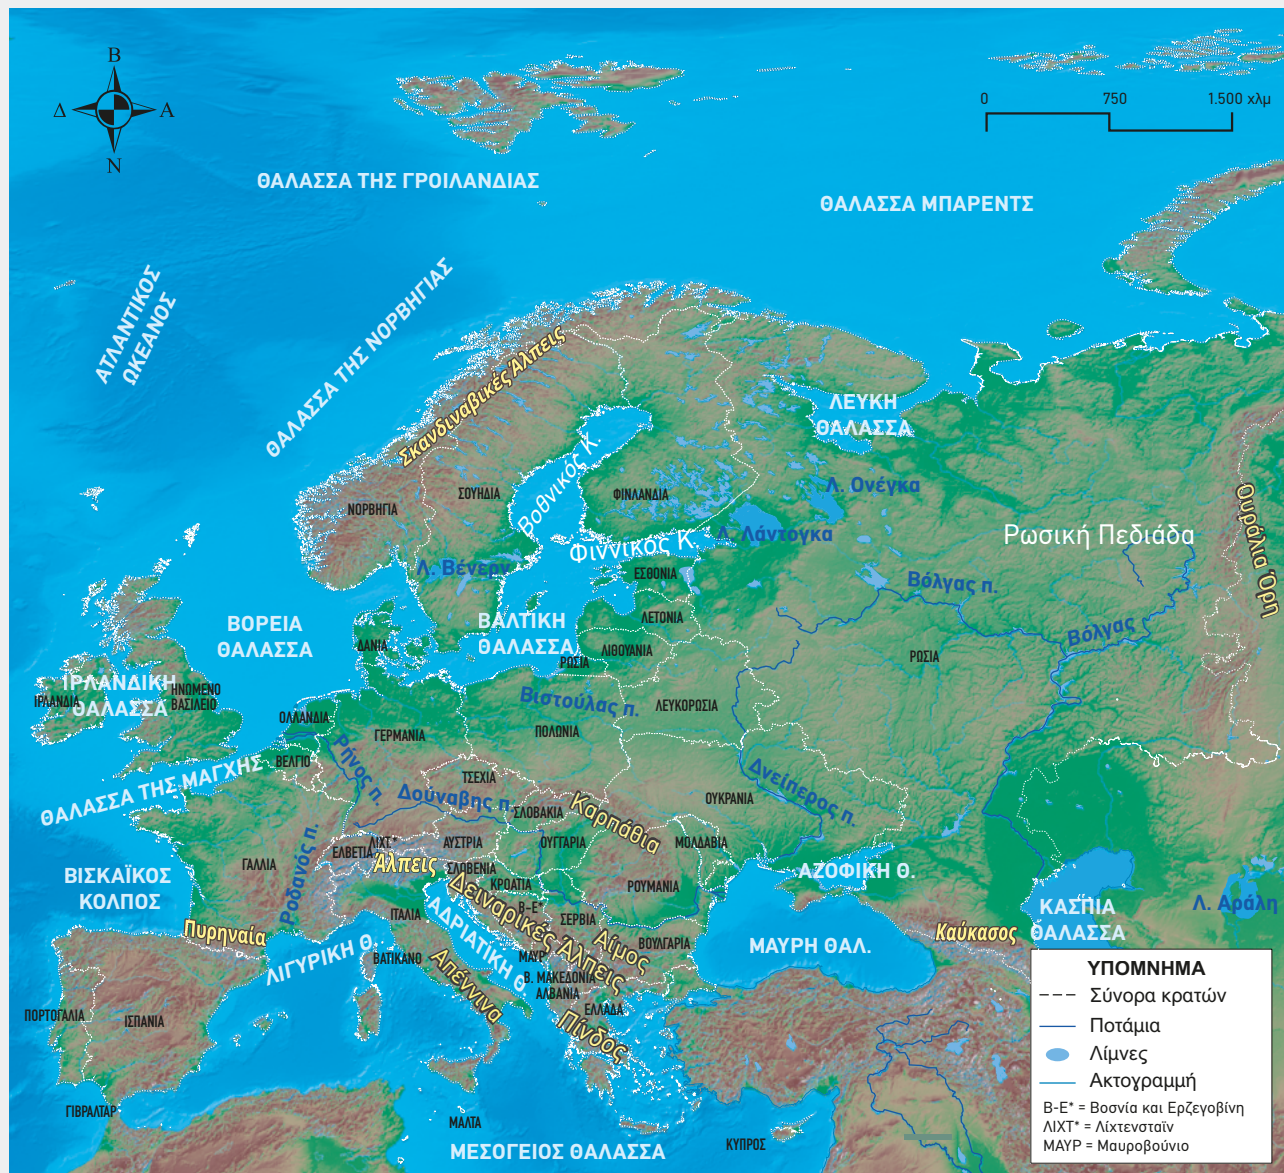 Β
Δ
Α
Ν
0 750 1.500 χλμ
ΘΑΛΑΣΣΑ ΤΗΣ ΓΡΟΙΛΑΝΔΙΑΣ
ΘΑΛΑΣΣΑ ΜΠΑΡΕΝΤΣ
ΑΤΛΑΝΤΙΚΟΣ
ΩΚΕΑΝΟΣ
ΘΑΛΑΣΣΑ ΤΗΣ ΝΟΡΒΗΓΙΑΣ
Σκανδιναβικές Άλπεις
ΛΕΥΚΗ
ΘΑΛΑΣΣΑ
Βοθνικός Κ.
ΝΟΡΒΗΓΙΑ
ΣΟΥΗΔΙΑ
ΦΙΝΛΑΝΔΙΑ
Λ. Ονέγκα
Λ. Λάντογκα
Φιννικός Κ.
Ρωσική Πεδιάδα
Ουράλια Όρη
Λ. Βένερν
ΕΣΘΟΝΙΑ
Βόλγας π.
Βόλγας
ΒΑΛΤΙΚΗ
ΘΑΛΑΣΣΑ
ΛΕΤΟΝΙΑ
ΛΙΘΟΥΑΝΙΑ
ΡΩΣΙΑ
ΡΩΣΙΑ
ΒΟΡΕΙΑ
ΘΑΛΑΣΣΑ
ΔΑΝΙΑ
ΙΡΛΑΝΔΙΚΗ
ΘΑΛΑΣΣΑ
ΙΡΛΑΝΔΙΑ
ΗΝΩΜΕΝΟ
ΒΑΣΙΛΕΙΟ
ΟΛΛΑΝΔΙΑ
ΓΕΡΜΑΝΙΑ
Βιστούλας π.
ΠΟΛΩΝΙΑ
ΛΕΥΚΟΡΩΣΙΑ
ΒΕΛΓΙΟ
Ρήνος π.
ΘΑΛΑΣΣΑ ΤΗΣ ΜΑΓΧΗΣ
ΤΣΕΧΙΑ
Δούναβης π.
ΣΛΟΒΑΚΙΑ
Καρπάθια
ΟΥΚΡΑΝΙΑ
Δνείπερος π.
ΛΙΧΤ.*
ΕΛΒΕΤΙΑ
Άλπεις
ΑΥΣΤΡΙΑ
ΟΥΓΓΑΡΙΑ
ΜΟΛΔΑΒΙΑ
ΓΑΛΛΙΑ
Ροδανός π.
ΒΙΣΚΑΪΚΟΣ
ΚΟΛΠΟΣ
ΣΛΟΒΕΝΙΑ
ΚΡΟΑΤΙΑ
ΡΟΥΜΑΝΙΑ
ΑΖΟΦΙΚΗ Θ.
Δειναρικές Άλπεις
Β-Ε*
ΣΕΡΒΙΑ
ΚΑΣΠΙΑ
ΘΑΛΑΣΣΑ
Λ. Αράλη
Πυρηναία
ΙΤΑΛΙΑ
ΑΔΡΙΑΤΙΚΗ Θ.
Αίμος
ΒΟΥΛΓΑΡΙΑ
ΜΑΥΡΗ ΘΑΛ.
Καύκασος
ΛΙΓΥΡΙΚΗ Θ.
ΒΑΤΙΚΑΝΟ
Απέννινα
ΜΑΥΡ*
Β. ΜΑΚΕΔΟΝΙΑ
ΑΛΒΑΝΙΑ
ΕΛΛΑΔΑ
Πίνδος
ΠΟΡΤΟΓΑΛΙΑ
ΙΣΠΑΝΙΑ
ΓΙΒΡΑΛΤΑΡ
ΜΑΛΤΑ
ΚΥΠΡΟΣ
ΜΕΣΟΓΕΙΟΣ ΘΑΛΑΣΣΑ
ΥΠΟΜΝΗΜΑ
Σύνορα κρατών
Ποτάμια
Λίμνες
Ακτογραμμή
Β-Ε* = Βοσνία και Ερζεγοβίνη
ΛΙΧΤ* = Λίχτενσταϊν
ΜΑΥΡ = Μαυροβούνιο